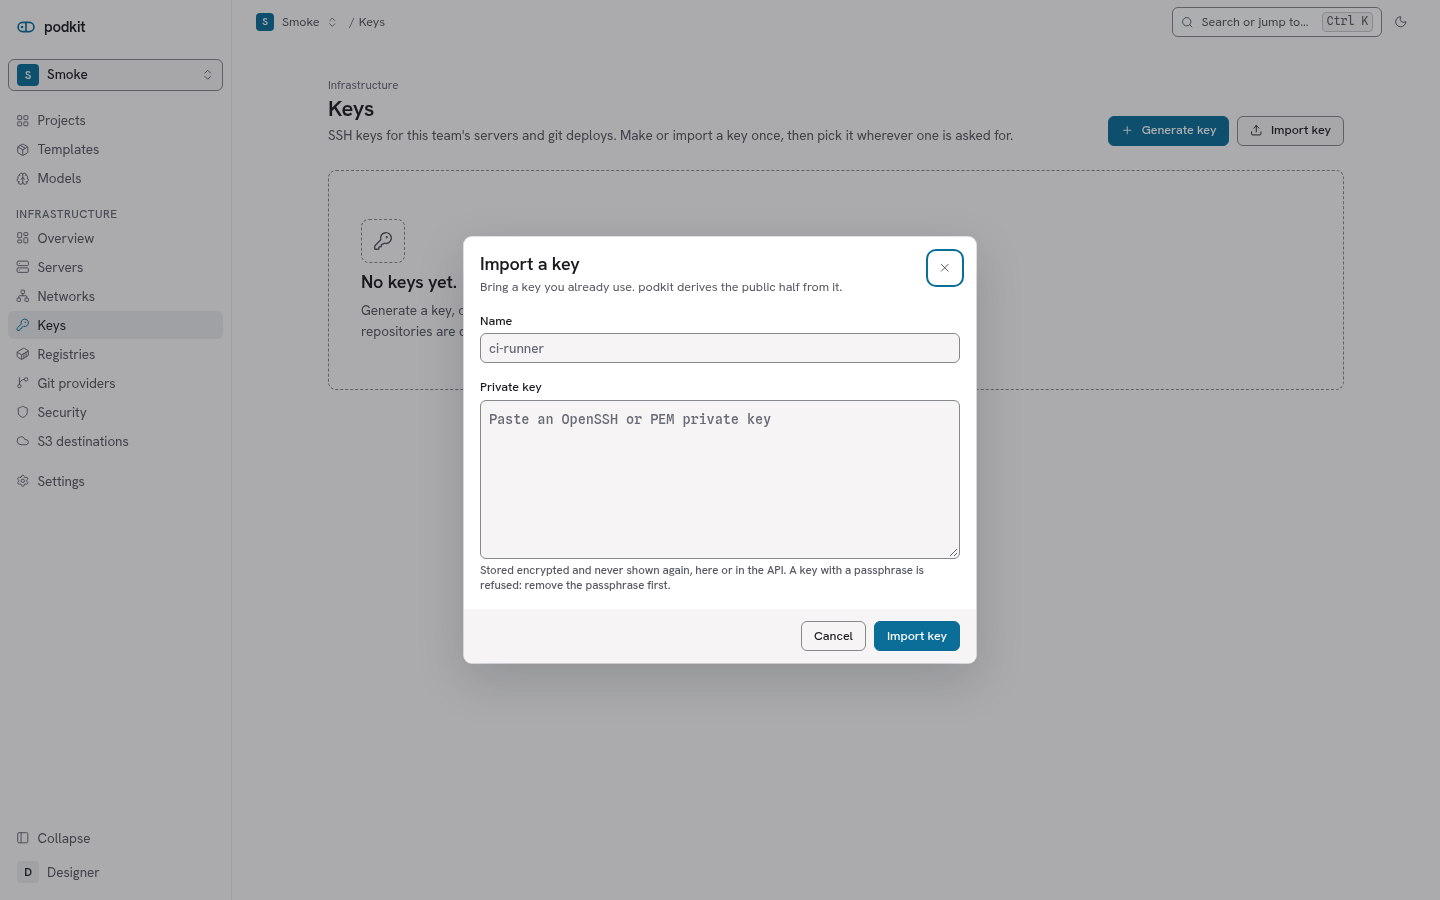 podkit
S Smoke
Projects
Templates
Models
INFRASTRUCTURE
Overview
Servers
Networks
Keys
Registries
Git providers
Security
S3 destinations
Settings
Collapse
D Designer
S Smoke / Keys
Search or jump to... Ctrl K
Infrastructure
Keys
SSH keys for this team's servers and git deploys. Make or import a key once, then pick it wherever one is asked for.
Generate key
Import key
No keys yet.
Generate a key,
repositories are
Import a key
Bring a key you already use. podkit derives the public half from it.
Name
ci-runner
Private key
Paste an OpenSSH or PEM private key
Stored encrypted and never shown again, here or in the API. A key with a passphrase is
refused: remove the passphrase first.
Cancel
Import key